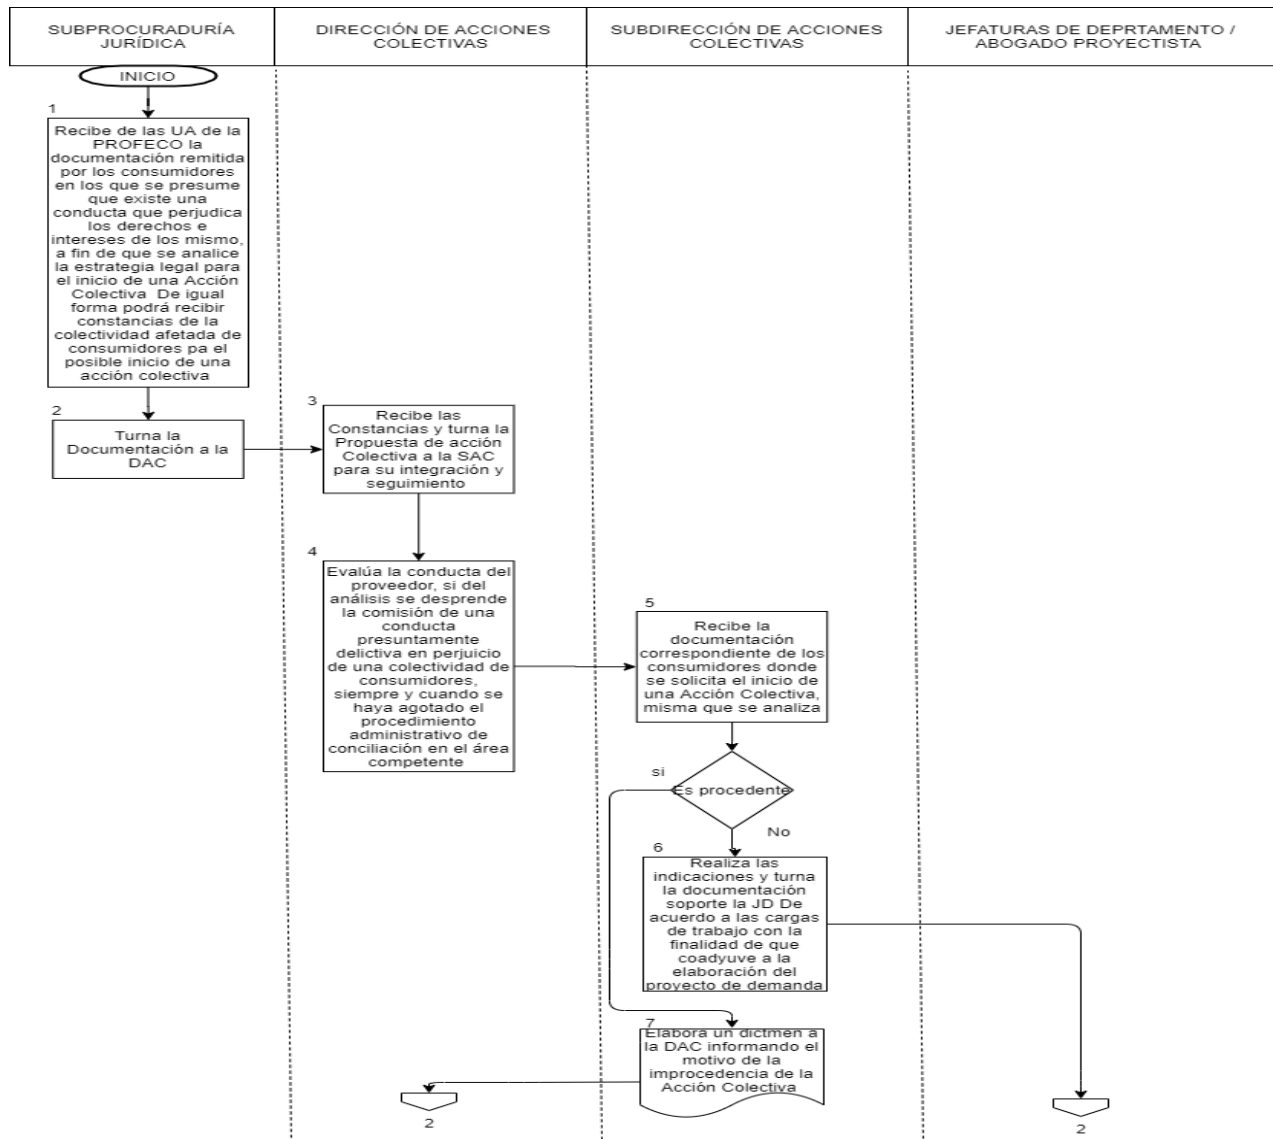 SUBPROCURADURÍA
JURÍDICA
DIRECCIÓN DE ACCIONES
COLECTIVAS
SUBDIRECCIÓN DE ACCIONES
COLECTIVAS
JEFATURAS DE DEPRTAMENTO /
ABOGADO PROYECTISTA
INICIO
1
Recibe de las UA de la
PROFECO la
documentación remitida
por los consumidores
en los que se presume
que existe una
conducta que perjudica
los derechos e
intereses de los mismo,
a fin de que se analice
la estrategia legal para
el inicio de una Acción
Colectiva De igual
forma podrá recibir
constancias de la
colectividad afetada de
consumidores pa el
posible inicio de una
acción colectiva
2
Turna la
Documentación a la
DAC
3
Recibe las
Constancias y turna la
Propuesta de acción
Colectiva a la SAC
para su integración y
seguimiento
4
Evalúa la conducta del
proveedor, si del
análisis se desprende
la comisión de una
conducta
presuntamente
delictiva en perjuicio
de una colectividad de
consumidores,
siempre y cuando se
haya agotado el
procedimiento
administrativo de
conciliación en el área
competente
5
Recibe la
documentación
correspondiente de los
consumidores donde
se solicita el inicio de
una Acción Colectiva,
misma que se analiza
si
Es procedente
No
6
Realiza las
indicaciones y turna
la documentación
soporte la JD De
acuerdo a las cargas
de trabajo con la
finalidad de que
coadyuve a la
elaboración del
proyecto de demanda
7
Elabora un dictmen a
la DAC informando el
motivo de la
improcedencia de la
Acción Colectiva
2
2